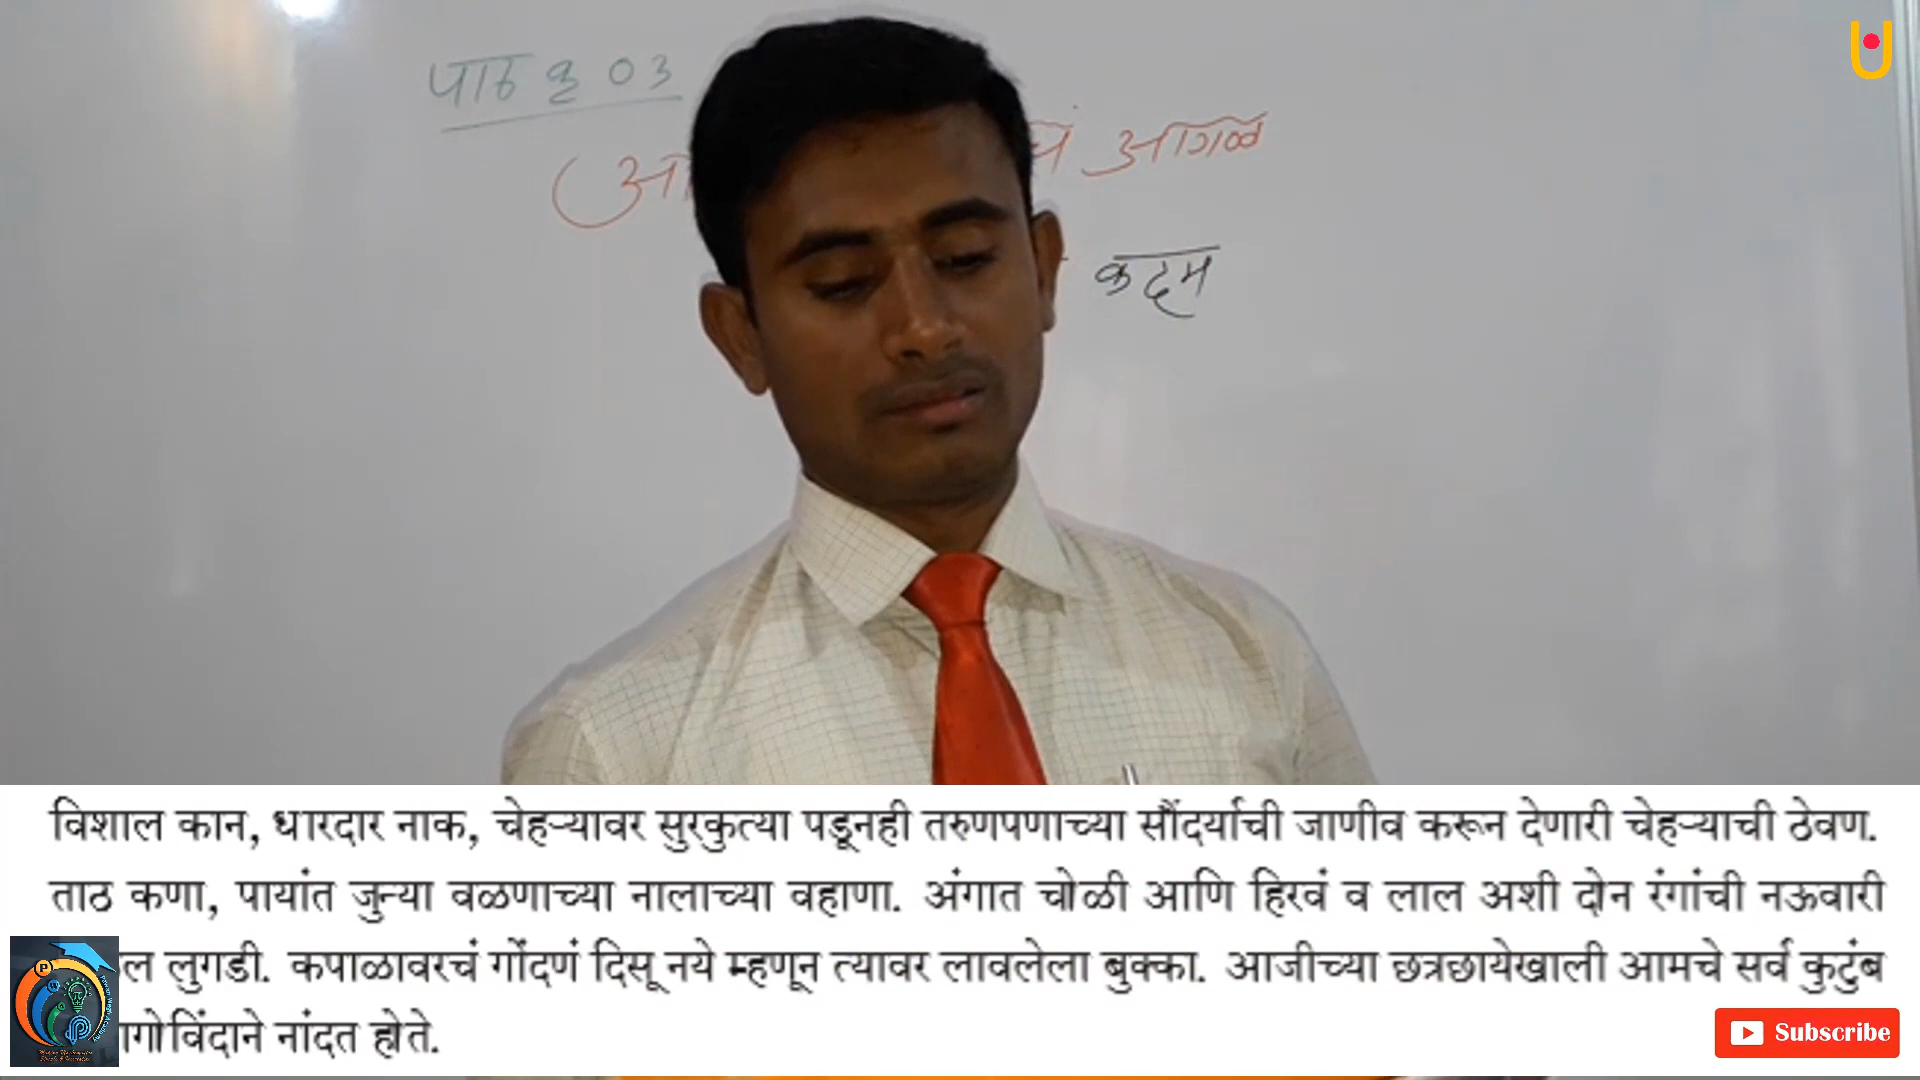 पाठ क्र 03
आगळ
कदम
विशाल कान, धारदार नाक, चेहऱ्यावर सुरकुत्या पडूनही तरुणपणाच्या सौंदर्याची जाणीव करून देणारी चेहऱ्याची ठेवण.
ताठ कणा, पायांत जुन्या वळणाच्या नालाच्या वहाणा. अंगात चोळी आणि हिरवं व लाल अशी दोन रंगांची नऊवारी
लुगडी. कपाळावरचं गोंदणं दिसू नये म्हणून त्यावर लावलेला बुक्का. आजीच्या छत्रछायेखाली आमचे सर्व कुटुंब
नांदत होते.
Subscribe